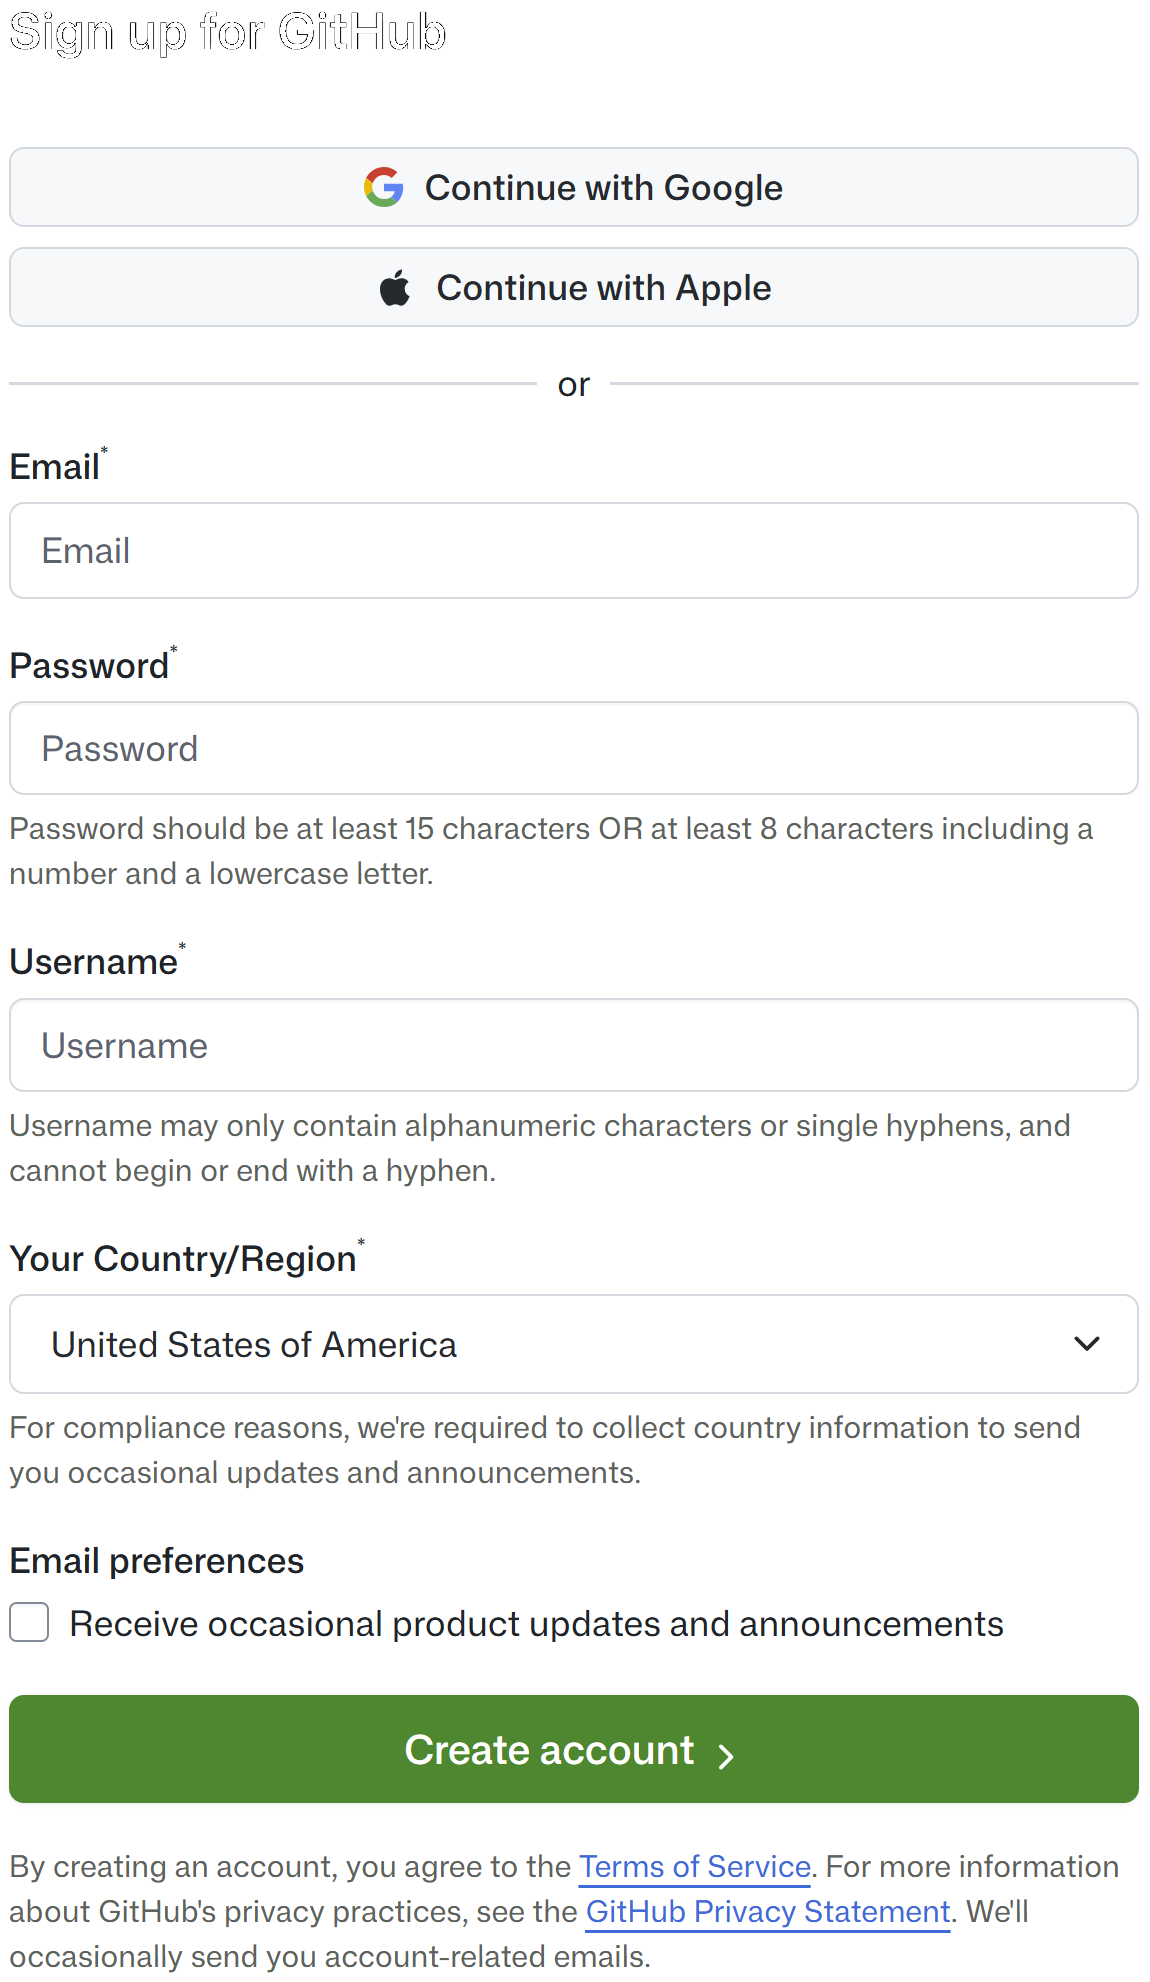 Sign up for GitHub
Continue with Google
Continue with Apple
or
Email*
Email
Password*
Password
Password should be at least 15 characters OR at least 8 characters including a
number and a lowercase letter.
Username*
Username
Username may only contain alphanumeric characters or single hyphens, and
cannot begin or end with a hyphen.
Your Country/Region*
United States of America
For compliance reasons, we're required to collect country information to send
you occasional updates and announcements.
Email preferences
Receive occasional product updates and announcements
Create account
By creating an account, you agree to the Terms of Service. For more information
about GitHub's privacy practices, see the GitHub Privacy Statement. We'll
occasionally send you account-related emails.